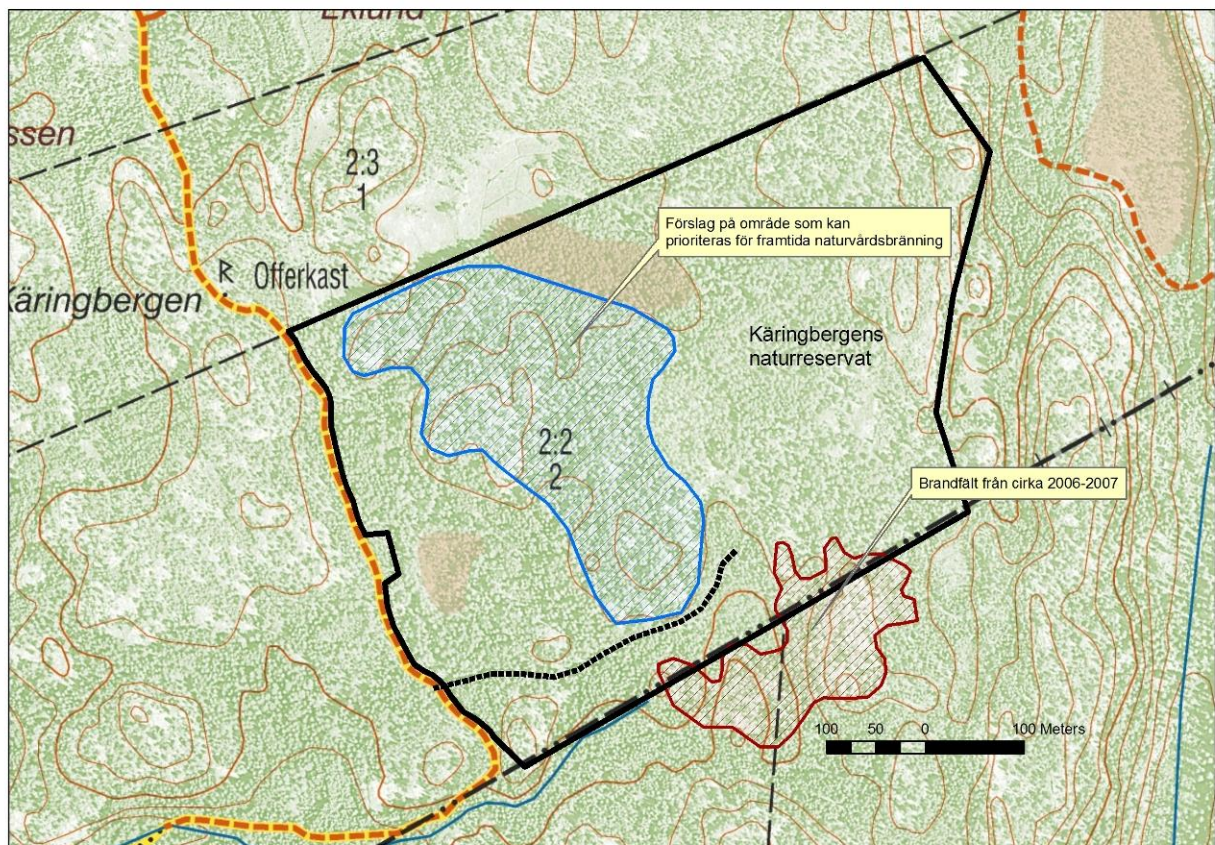 Eklund
ssen
2:3
1
R Offerkast
Käringbergen
Förslag på område som kan
prioriteras för framtida naturvårdsbränning
Käringbergens
naturreservat
2:2
2
Brandfält från cirka 2006-2007
100 50 0 100 Meters